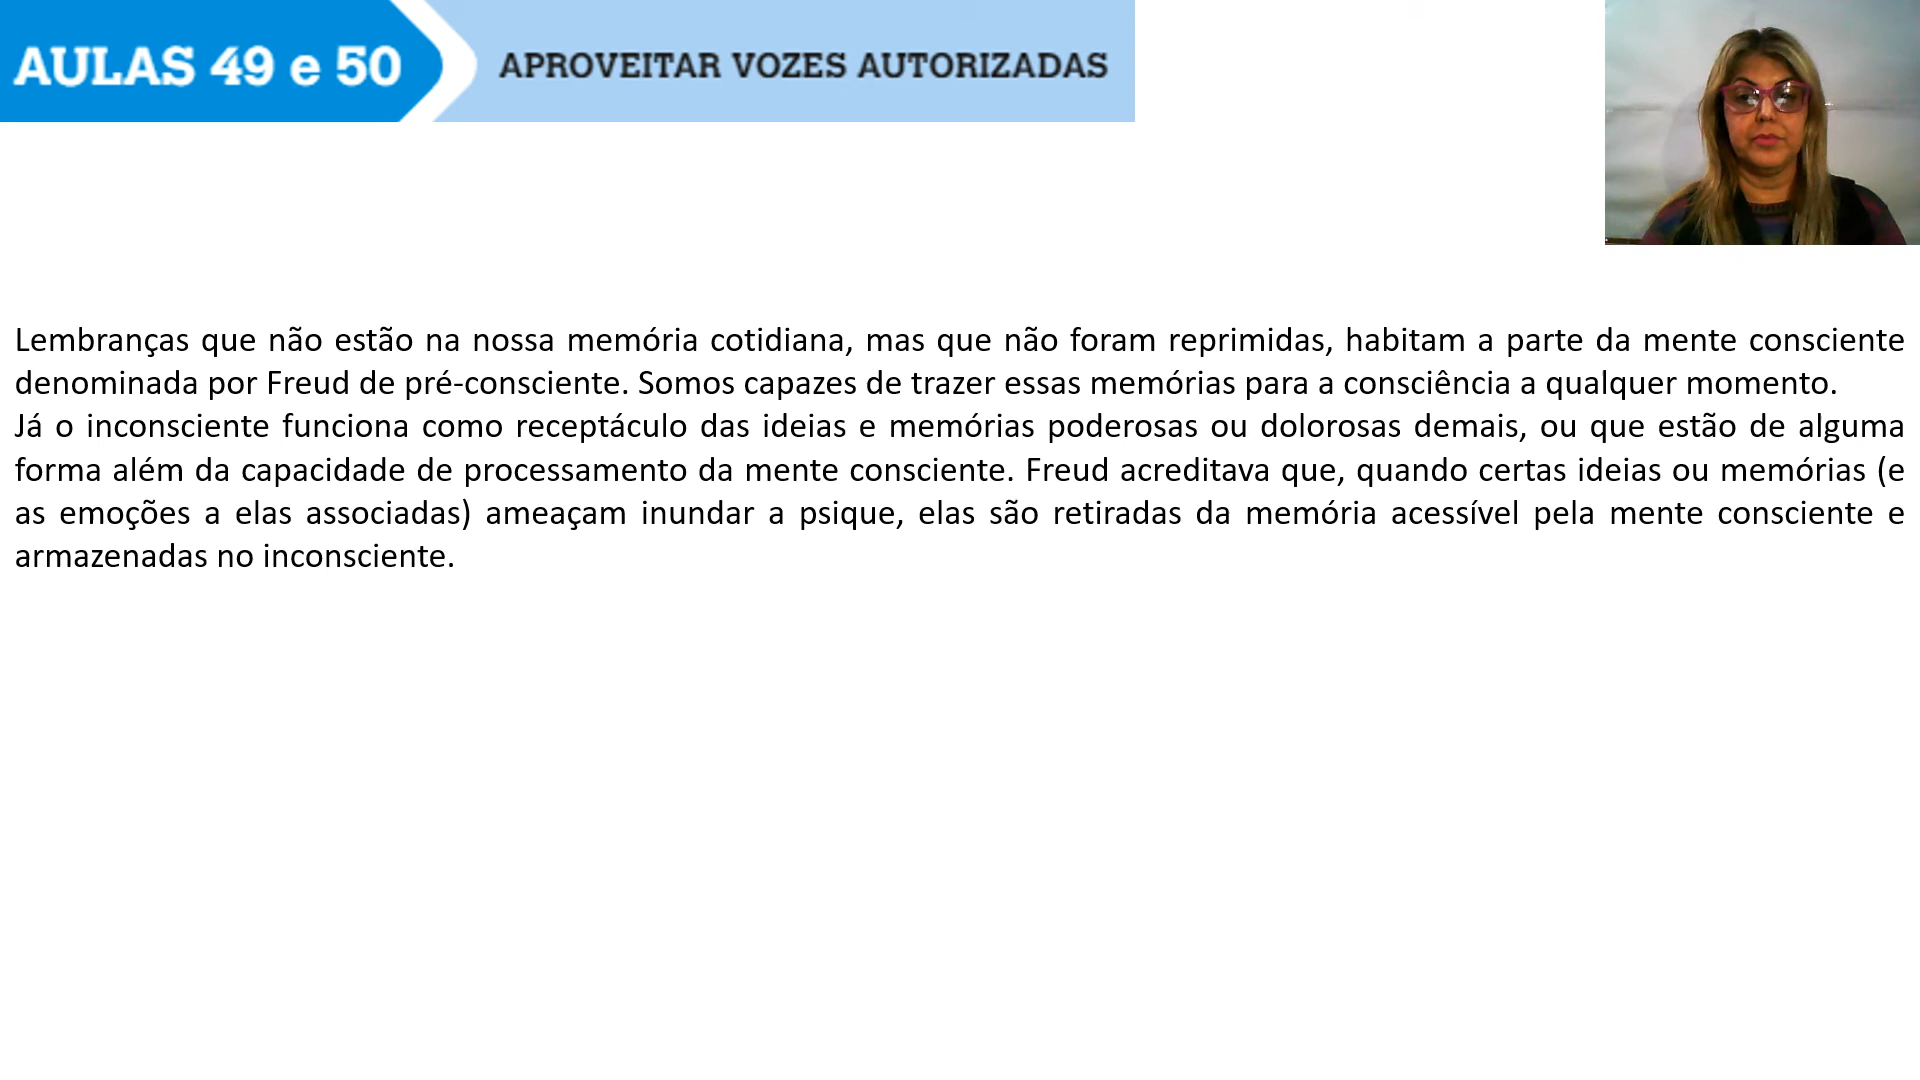 AULAS 49 e 50
APROVEITAR VOZES AUTORIZADAS
Lembranças que não estão na nossa memória cotidiana, mas que não foram reprimidas, habitam a parte da mente consciente
denominada por Freud de pré-consciente. Somos capazes de trazer essas memórias para a consciência a qualquer momento.
Já o inconsciente funciona como receptáculo das ideias e memórias poderosas ou dolorosas demais, ou que estão de alguma
forma além da capacidade de processamento da mente consciente. Freud acreditava que, quando certas ideias ou memórias (e
as emoções a elas associadas) ameaçam inundar a psique, elas são retiradas da memória acessível pela mente consciente e
armazenadas no inconsciente.